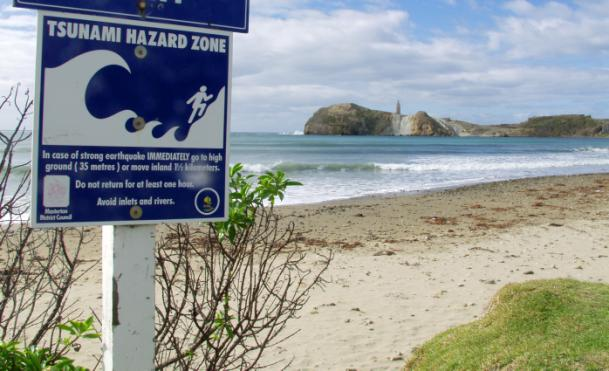 TSUNAMI HAZARD ZONE
In case of strong earthquake IMMEDIATELY go to high
ground ( 35 metres ) or move inland 1½ kilometers.
Do not return for at least one hour.
Avoid inlets and rivers.
Masterton
District Council